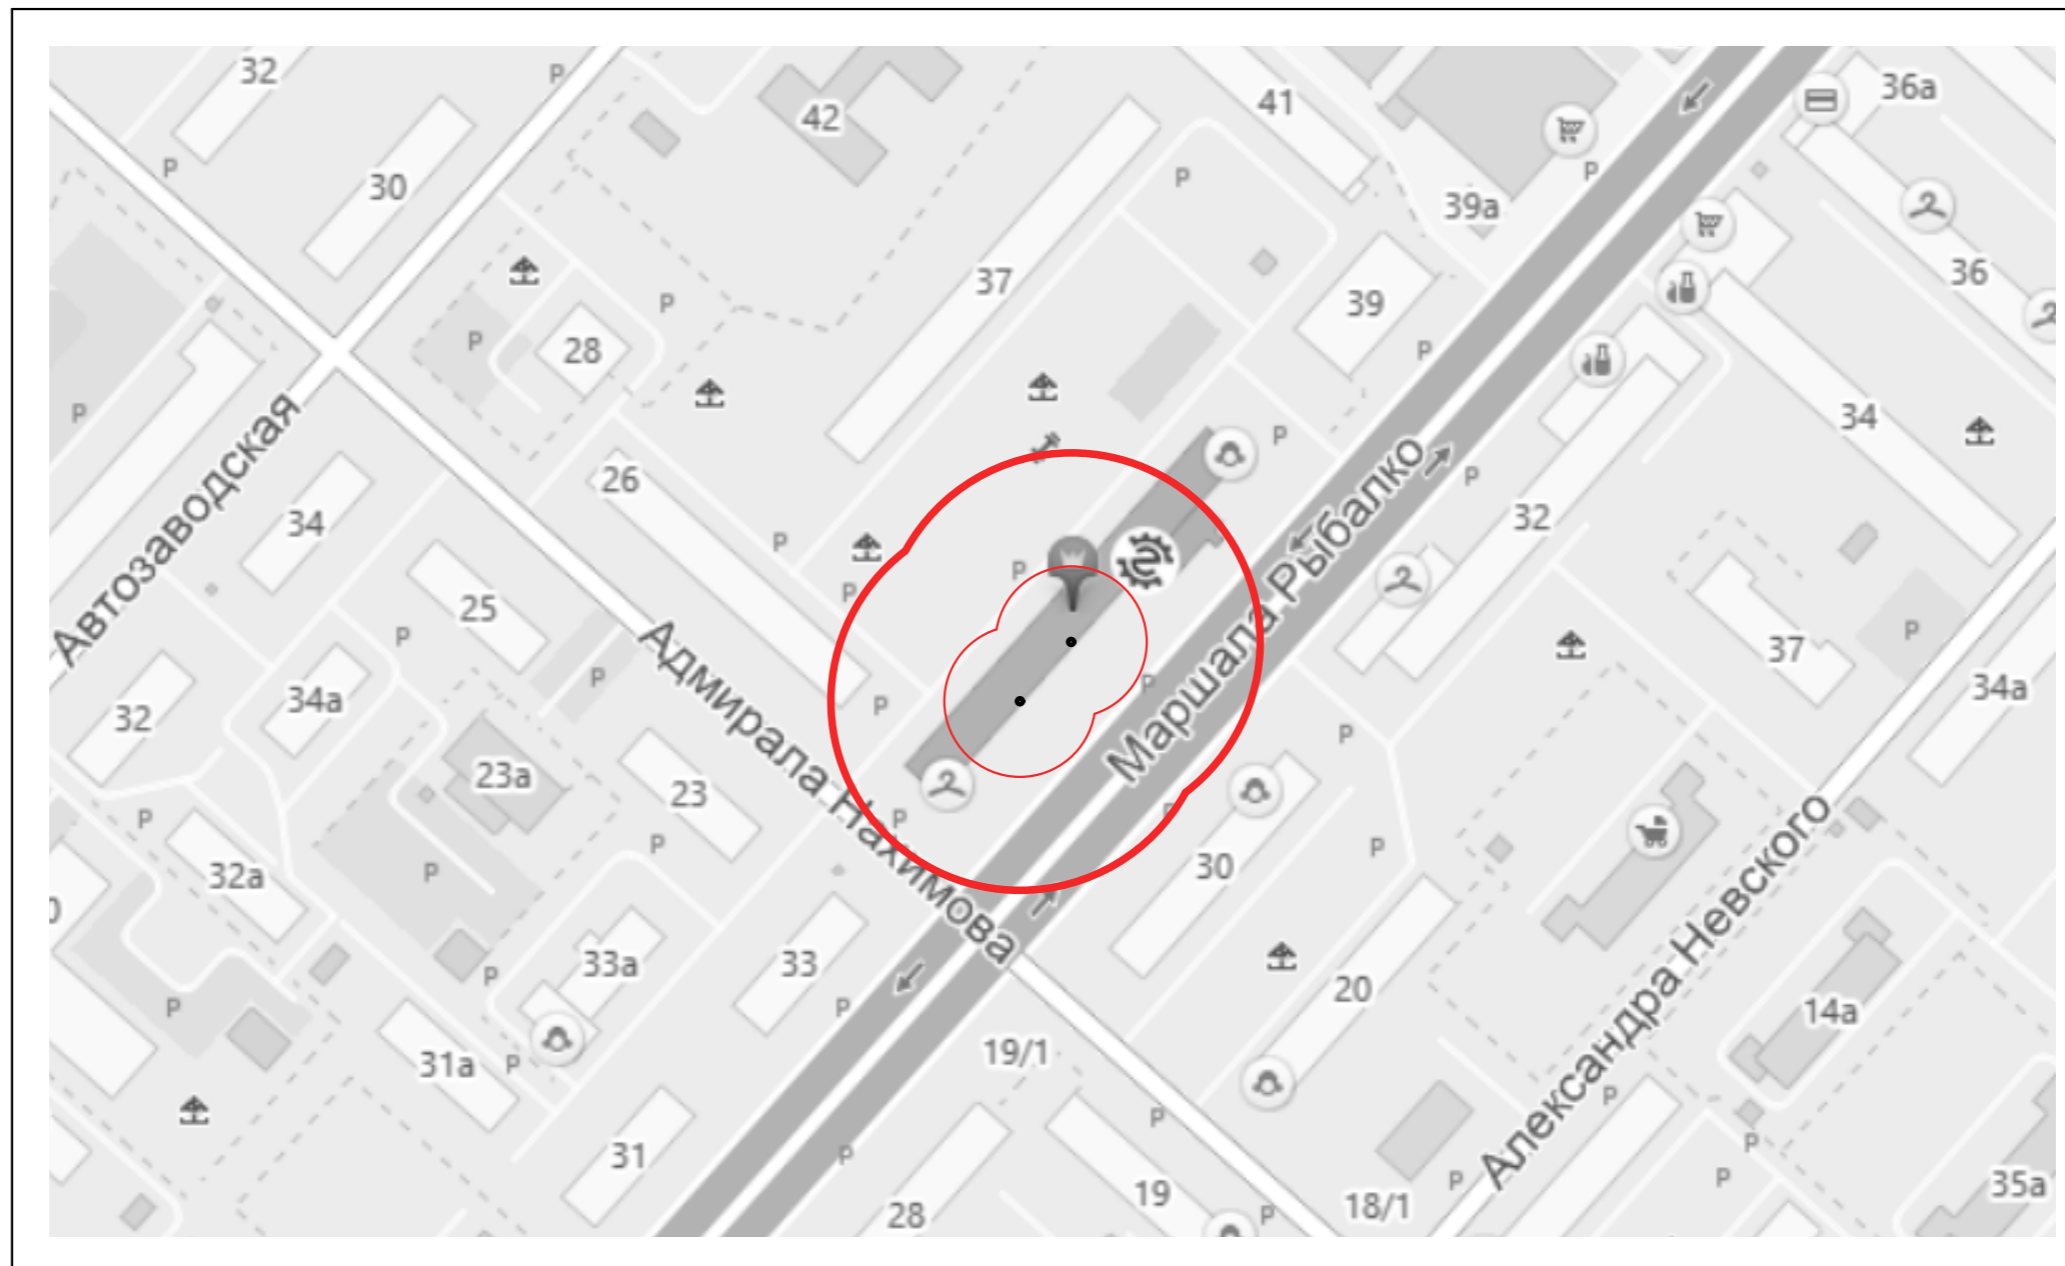 32
P
42
41
36а
P
30
P
P
39а
37
36
P
39
28
P
P
P
34
P
Автозаводская
26
P
Маршала Рыбалко
P
34
32
P
P
25
P
P
P
37
34а
34а
P
32
P
Адмирала Нахимова
P
P
P
23а
23
P
P
P
P
P
30
32а
P
Александра Невского
33а
33
P
20
P
P
14а
19/1
31а
P
P
P
31
P
P
19
P
18/1
P
P
35а
28